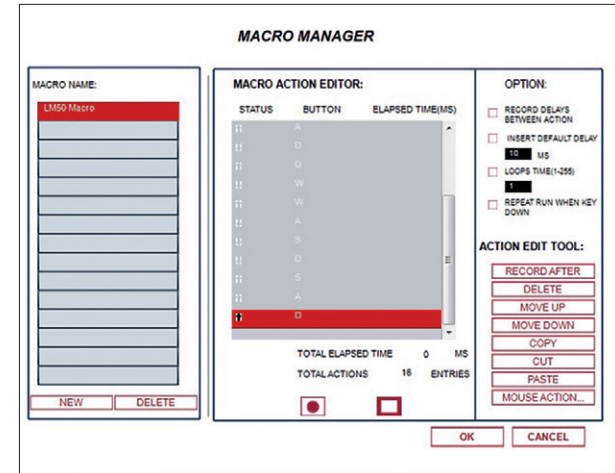 MACRO MANAGER
MACRO NAME:
LM50 Macro
NEW
DELETE
MACRO ACTION EDITOR:
STATUS BUTTON ELAPSED TIME(MS)
A
D
D
W
W
A
S
D
S
A
D
TOTAL ELAPSED TIME 0 MS
TOTAL ACTIONS 16 ENTRIES
OPTION:
RECORD DELAYS
BETWEEN ACTION
INSERT DEFAULT DELAY
10 MS
LOOPS TIME(1-255)
1
REPEAT RUN WHEN KEY
DOWN
ACTION EDIT TOOL:
RECORD AFTER
DELETE
MOVE UP
MOVE DOWN
COPY
CUT
PASTE
MOUSE ACTION...
OK
CANCEL